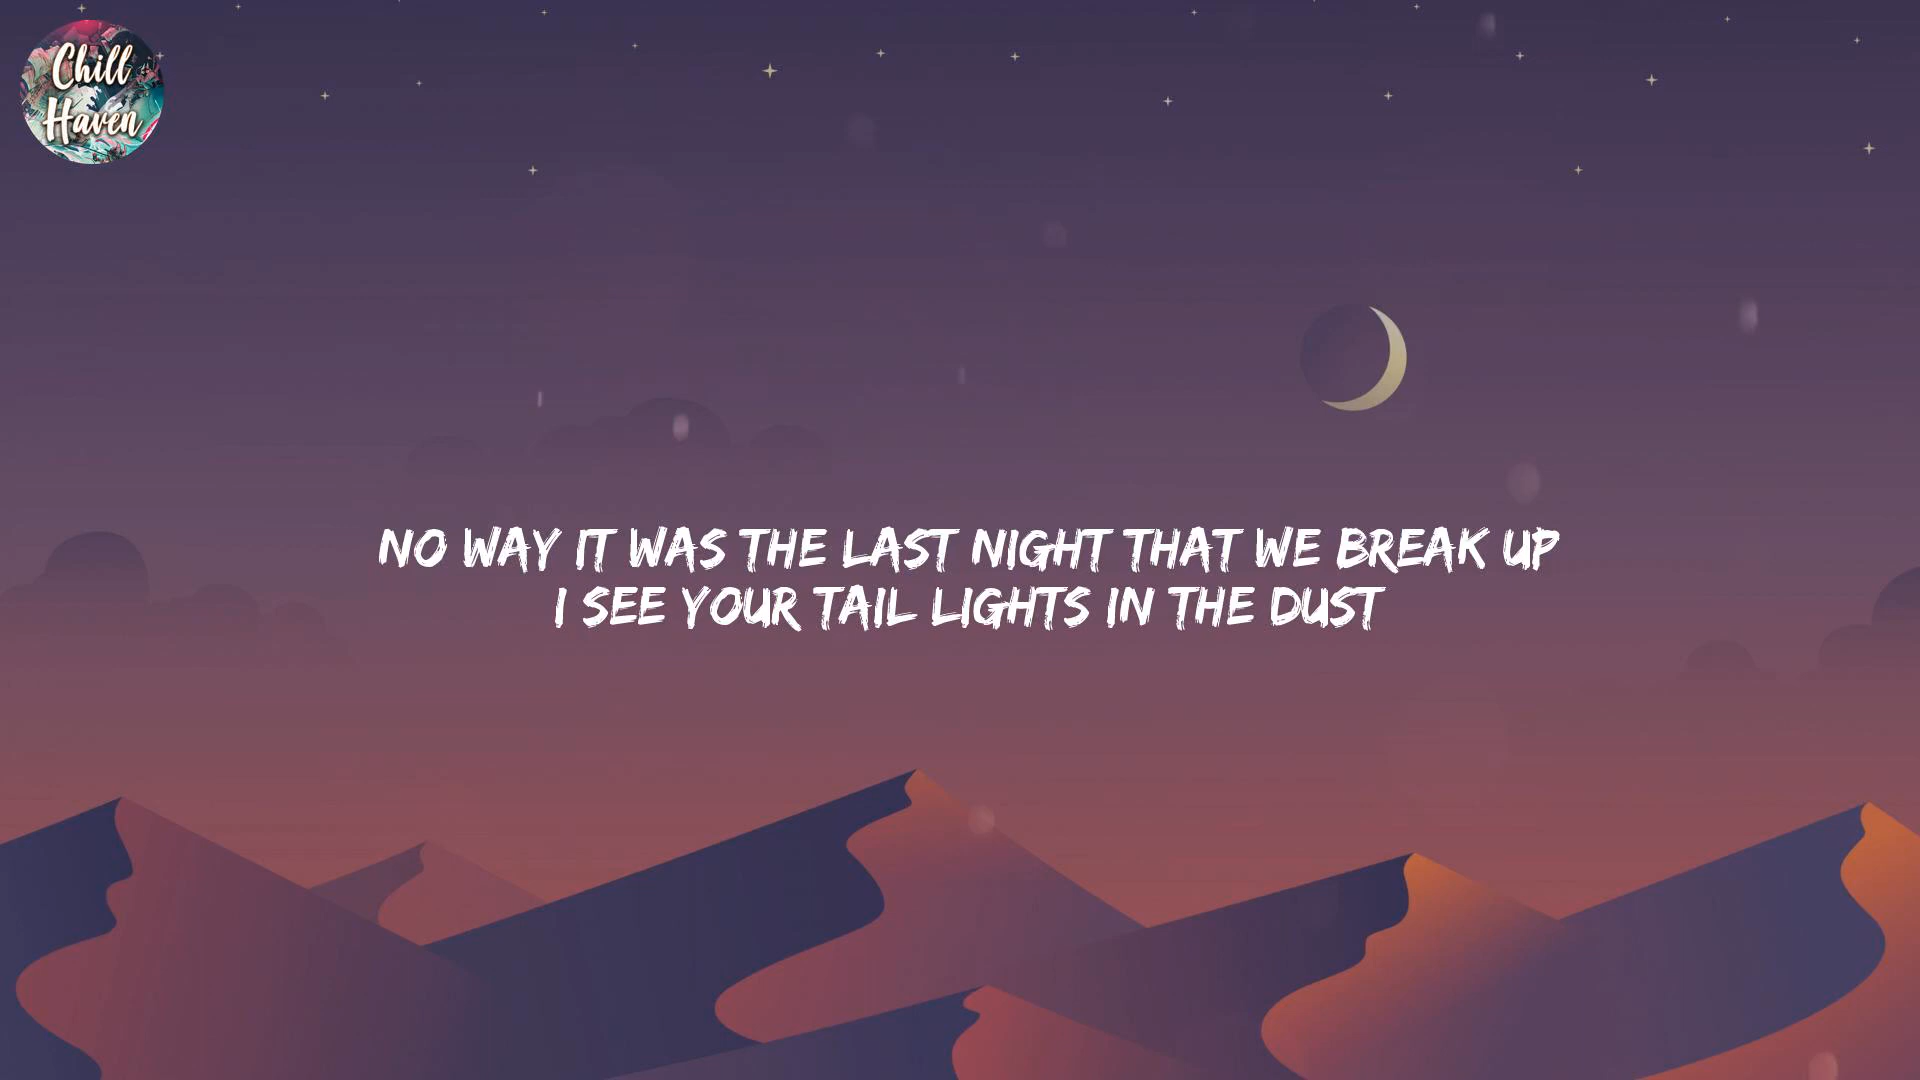 Chill
Haven
NO WAY IT WAS THE LAST NIGHT THAT WE BREAK UP
I SEE YOUR TAIL LIGHTS IN THE DUST